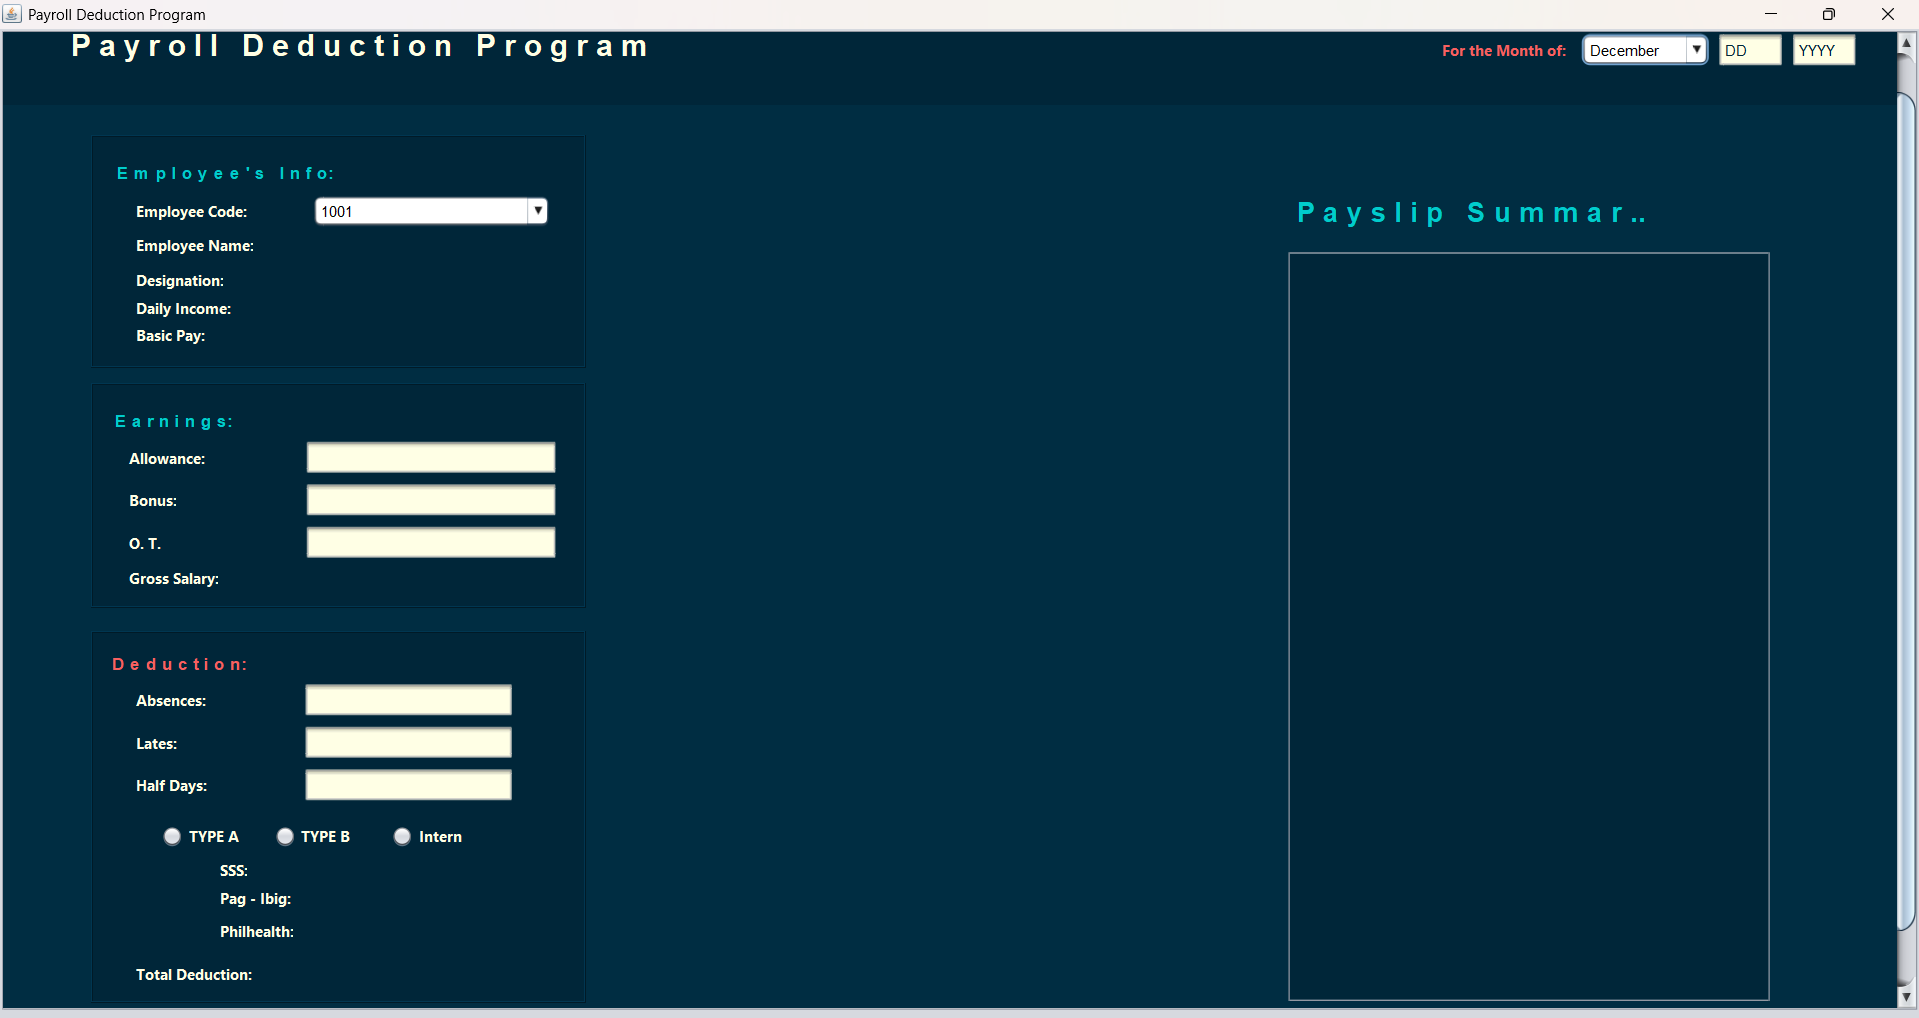 Payroll Deduction Program
Payroll Deduction Program
For the Month of: December DD YYYY
Employee's Info:
Employee Code: 1001
Employee Name:
Designation:
Daily Income:
Basic Pay:
Earnings:
Allowance:
Bonus:
O. T.
Gross Salary:
Deduction:
Absences:
Lates:
Half Days:
TYPE A TYPE B Intern
SSS:
Pag - Ibig:
Philhealth:
Total Deduction:
Payslip Summar..